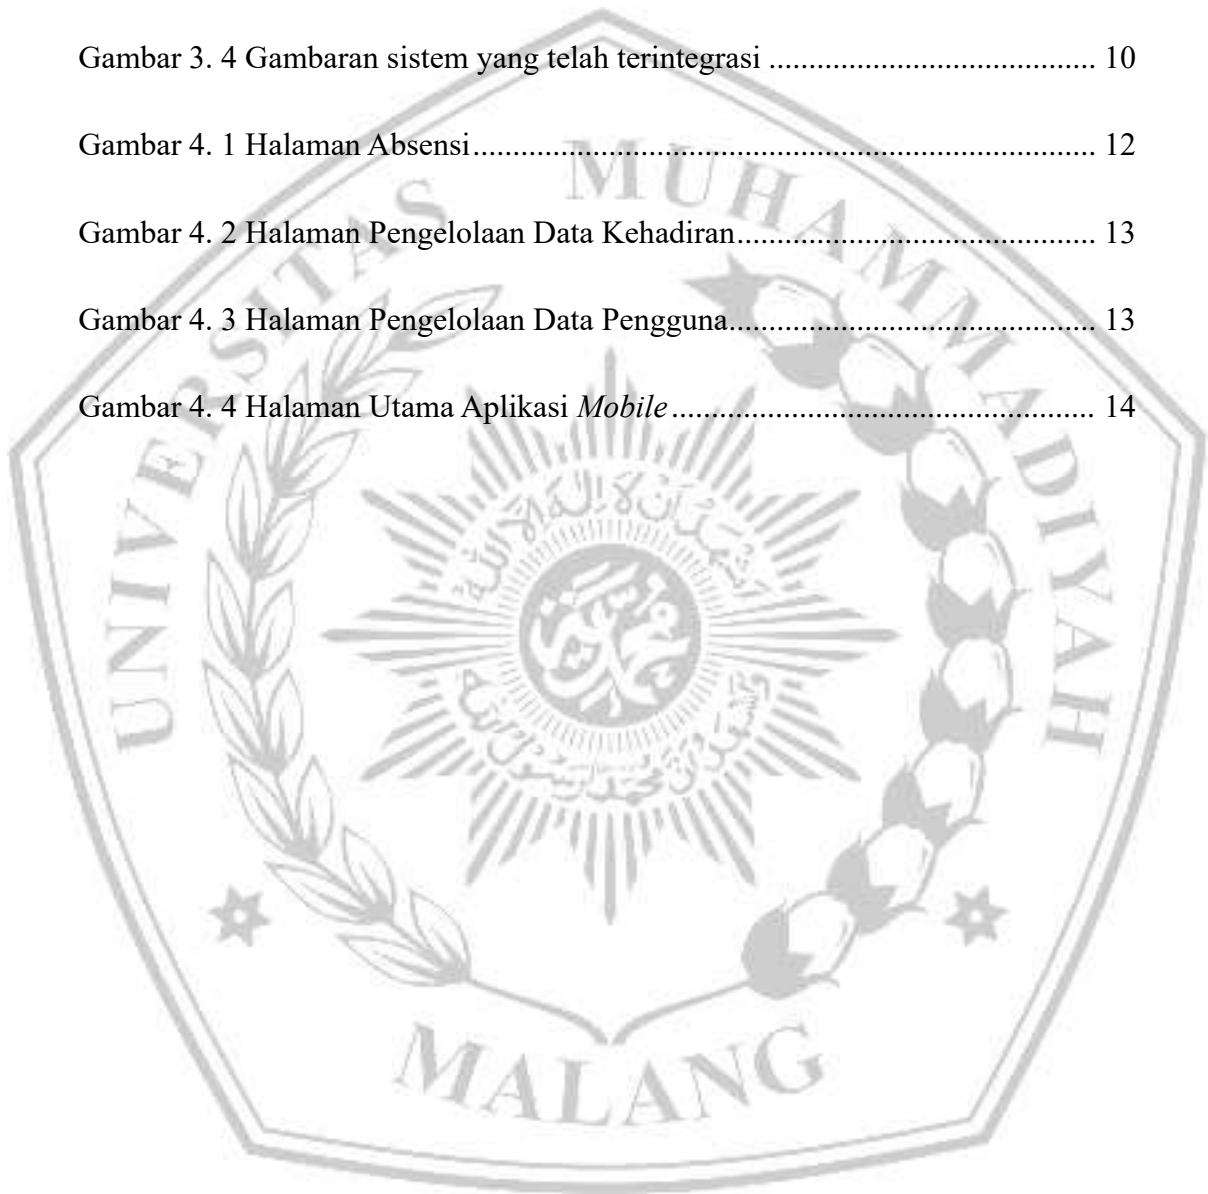 Gambar 3. 4 Gambaran sistem yang telah terintegrasi ...................................... 10
Gambar 4. 1 Halaman Absensi........................................................................... 12
Gambar 4. 2 Halaman Pengelolaan Data Kehadiran.......................................... 13
Gambar 4. 3 Halaman Pengelolaan Data Pengguna........................................... 13
Gambar 4. 4 Halaman Utama Aplikasi Mobile.................................................. 14
UNIVERSITAS MUHAMMADIYAH
MALANG